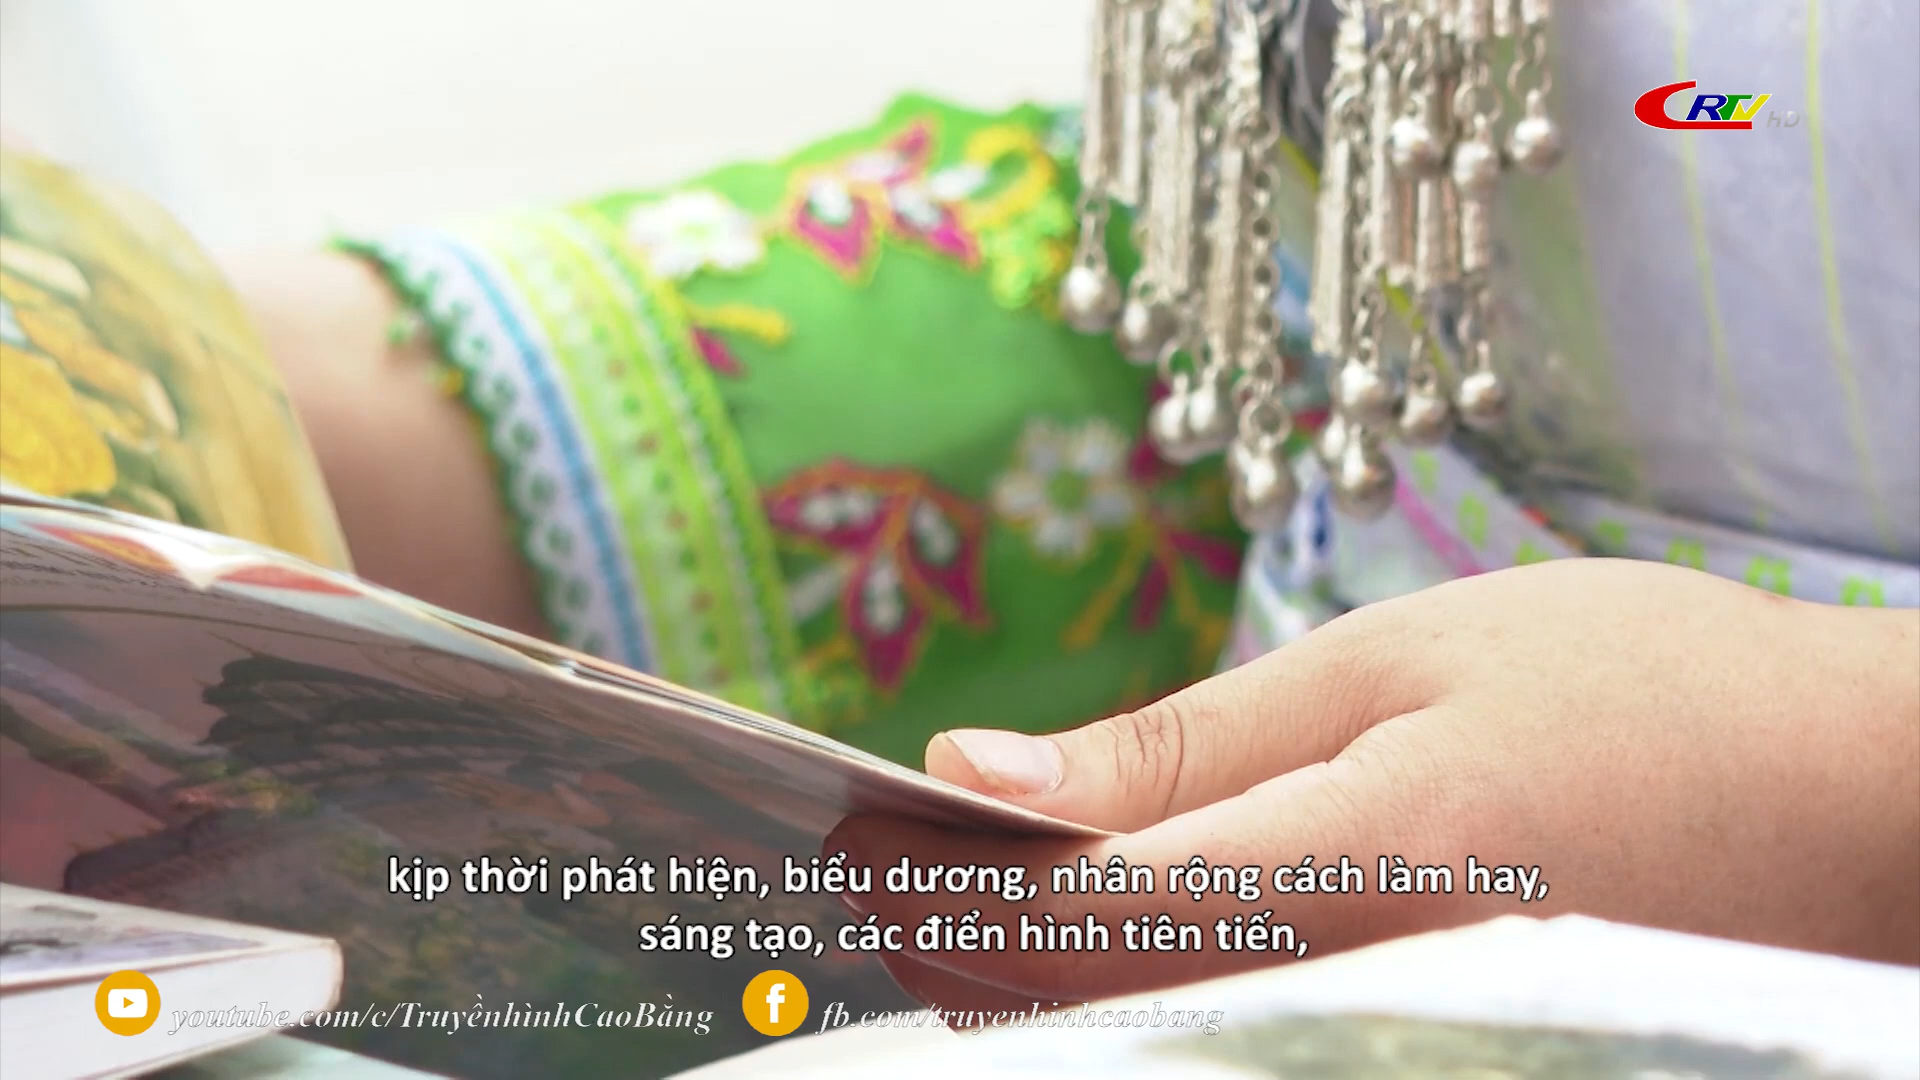 CRTV HD
kịp thời phát hiện, biểu dương, nhân rộng cách làm hay,
sáng tạo, các điển hình tiên tiến,
youtube.com/c/TruyềnhìnhCaoBằng fb.com/truyenhinhcaobang